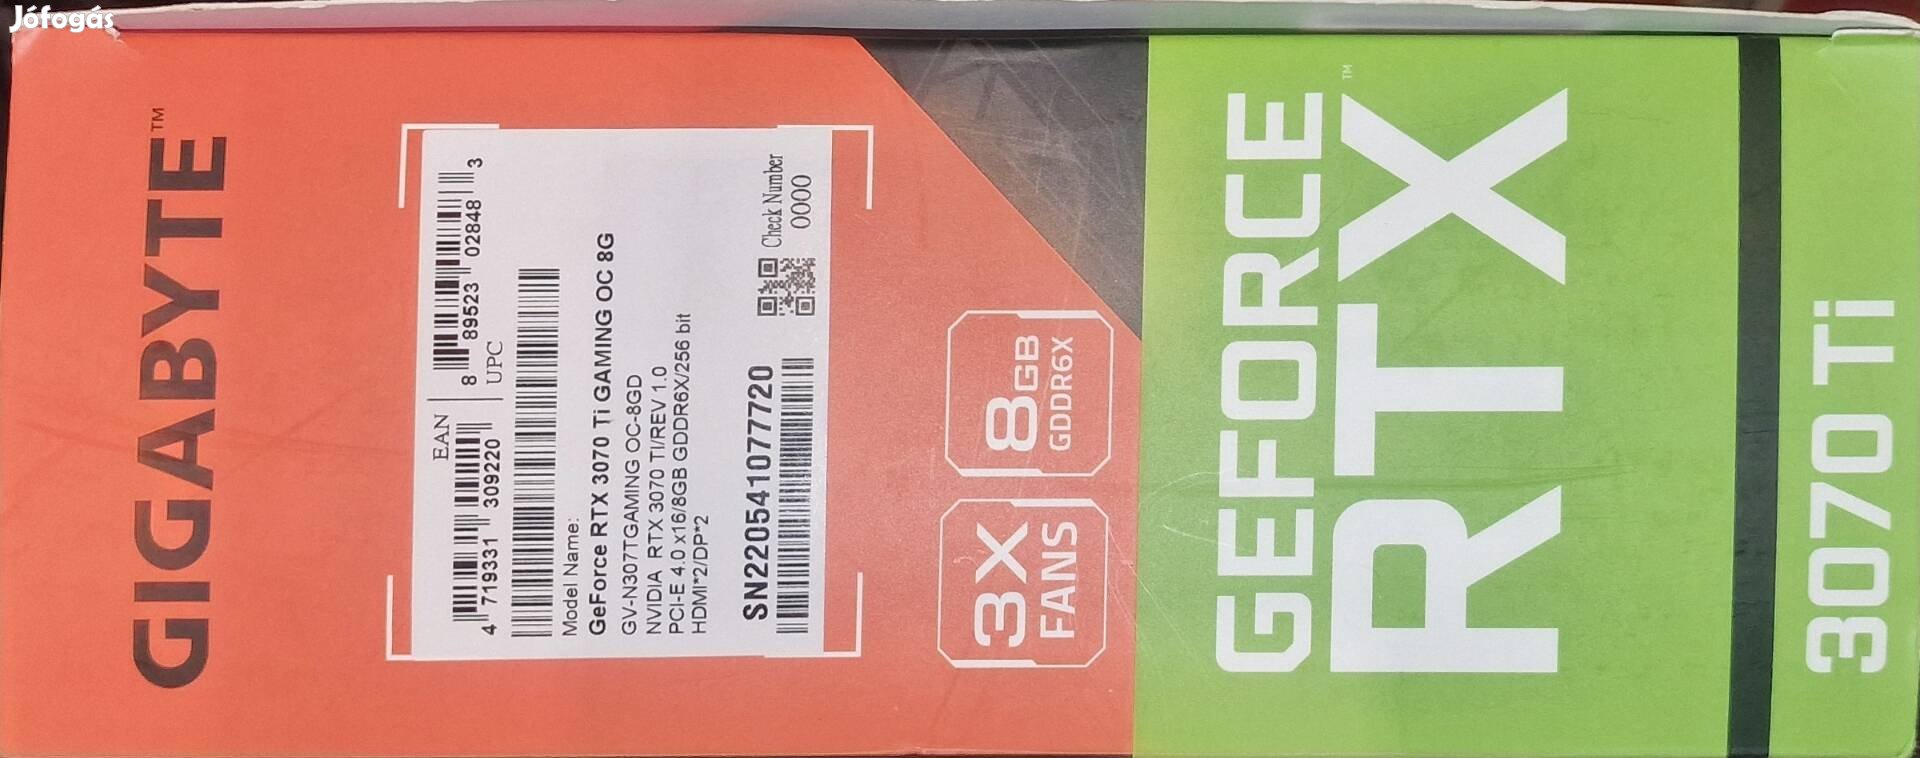 Jófogás
GIGABYTE™
EAN
4 719331 309220
8 89523 02848 3
UPC
Model Name:
GeForce RTX 3070 Ti GAMING OC 8G
GV-N307TGAMING OC-8GD
NVIDIA RTX 3070 TI/REV 1.0
PCI-E 4.0 x16/8GB GDDR6X/256 bit
HDMI*2/DP*2
SN220541077720
Check Number
0000
3X
FANS
8GB
GDDR6X
GEFORCE
RTX™
3070 Ti